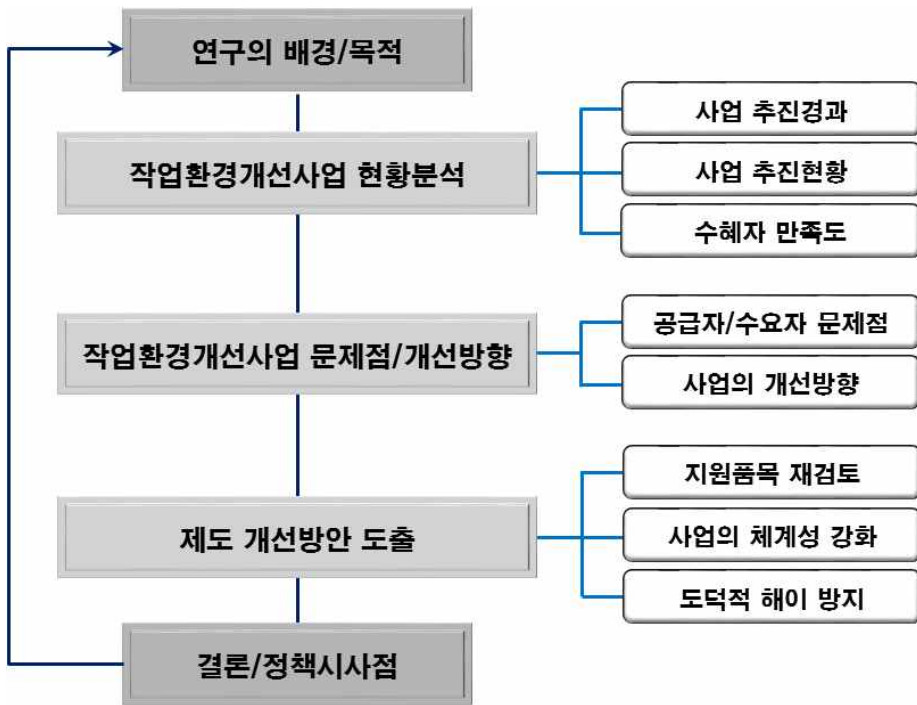 연구의 배경/목적
작업환경개선사업 현황분석
사업 추진경과
사업 추진현황
수혜자 만족도
작업환경개선사업 문제점/개선방향
공급자/수요자 문제점
사업의 개선방향
제도 개선방안 도출
지원품목 재검토
사업의 체계성 강화
도덕적 해이 방지
결론/정책시사점